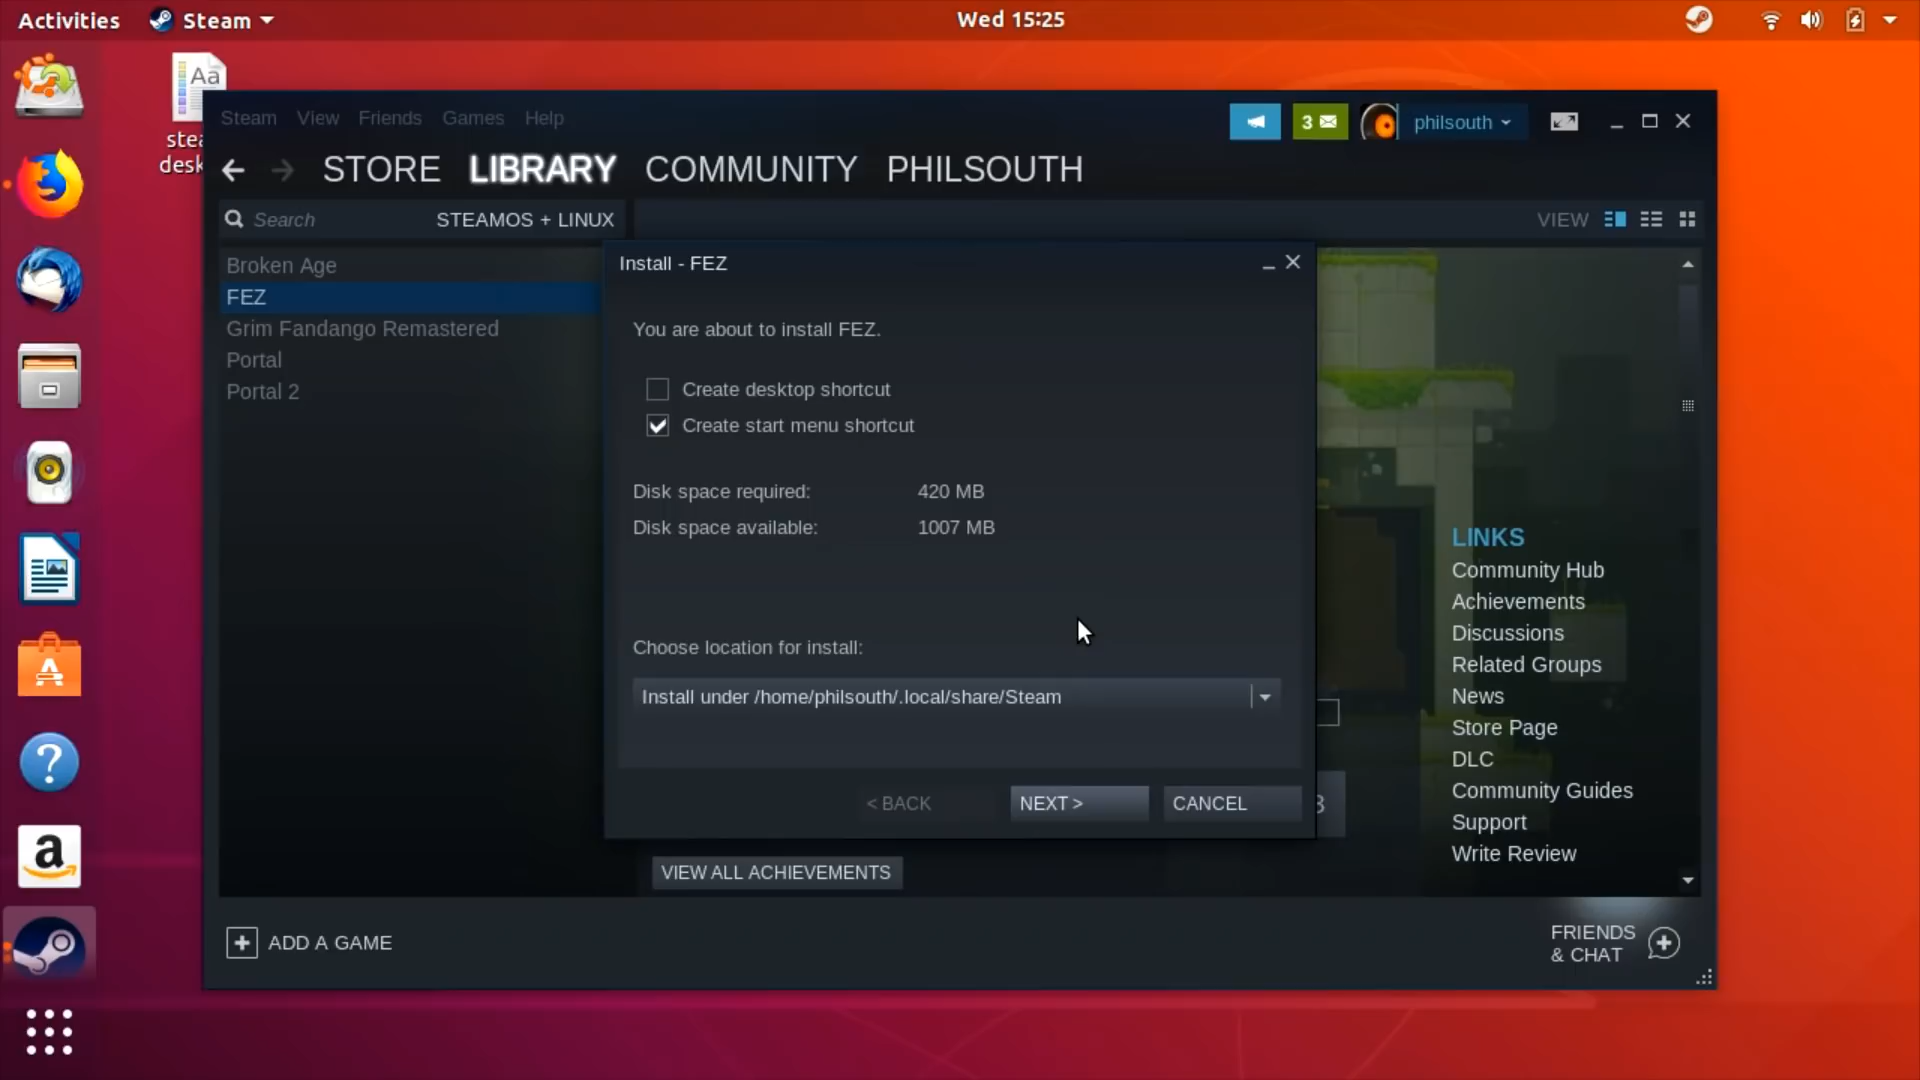 Activities
Steam
Wed 15:25
Aa
stea
desk
Steam View Friends Games Help
3
philsouth
STORE LIBRARY COMMUNITY PHILSOUTH
Search
STEAMOS + LINUX
VIEW
Broken Age
FEZ
Grim Fandango Remastered
Portal
Portal 2
Install - FEZ
You are about to install FEZ.
Create desktop shortcut
Create start menu shortcut
Disk space required: 420 MB
Disk space available: 1007 MB
Choose location for install:
Install under /home/philsouth/.local/share/Steam
< BACK
NEXT >
CANCEL
VIEW ALL ACHIEVEMENTS
LINKS
Community Hub
Achievements
Discussions
Related Groups
News
Store Page
DLC
Community Guides
Support
Write Review
ADD A GAME
FRIENDS
& CHAT